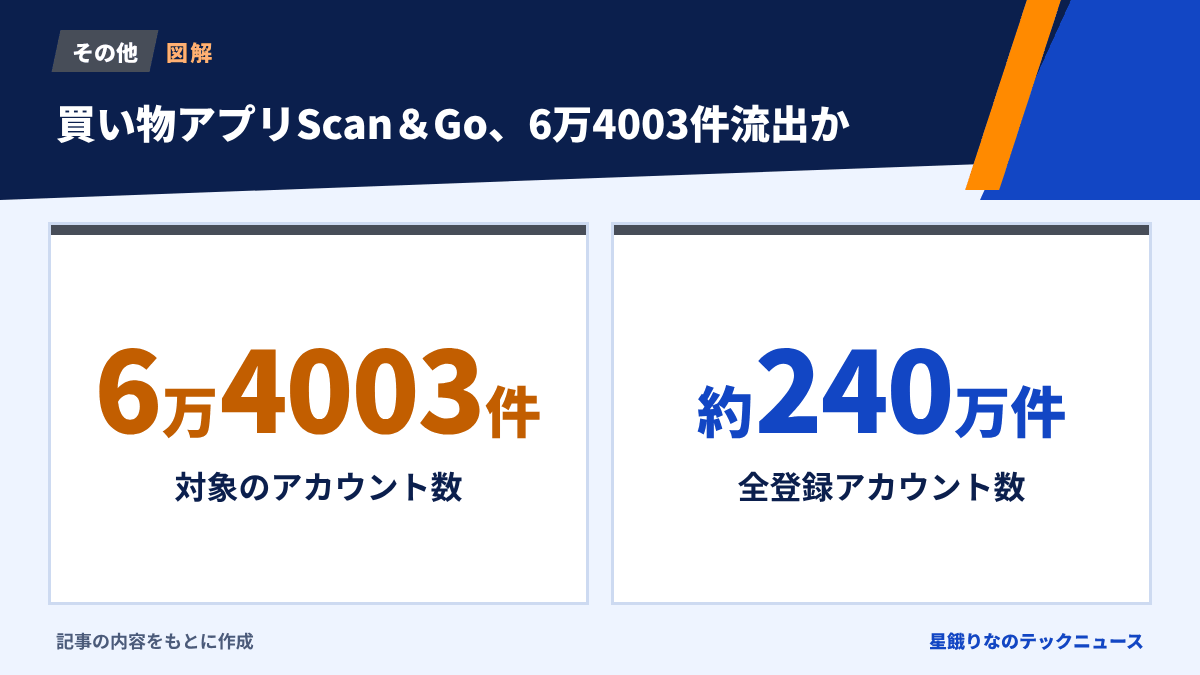 その他 図解
買い物アプリScan＆Go、6万4003件流出か
6万4003件
対象のアカウント数
約240万件
全登録アカウント数
記事の内容をもとに作成
星餓りなのテックニュース